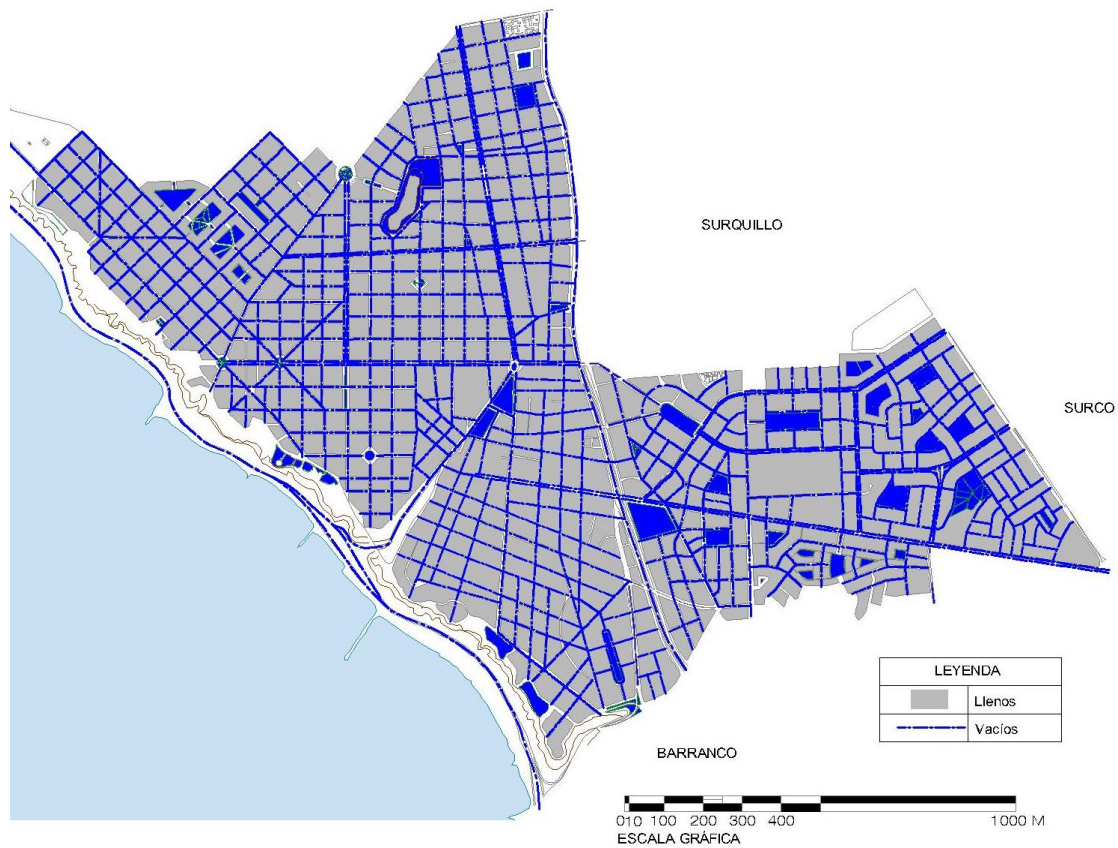 SURQUILLO
SURCO
LEYENDA
Llenos
Vacíos
BARRANCO
010 100 200 300 400 1000 M
ESCALA GRÁFICA